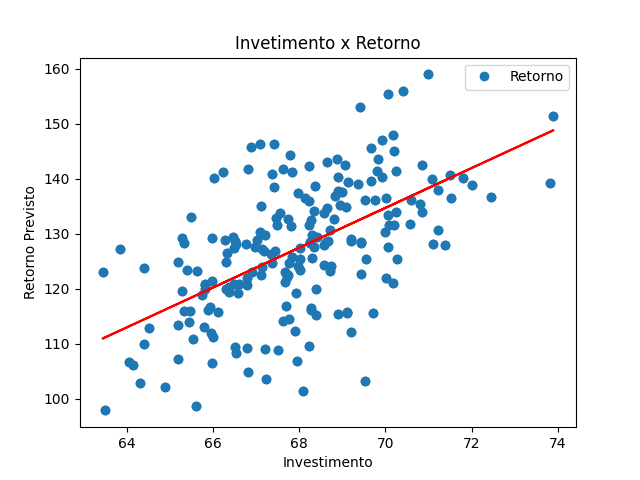 Invetimento x Retorno
Retorno
160
150
140
130
120
110
100
Retorno Previsto
64 66 68 70 72 74
Investimento